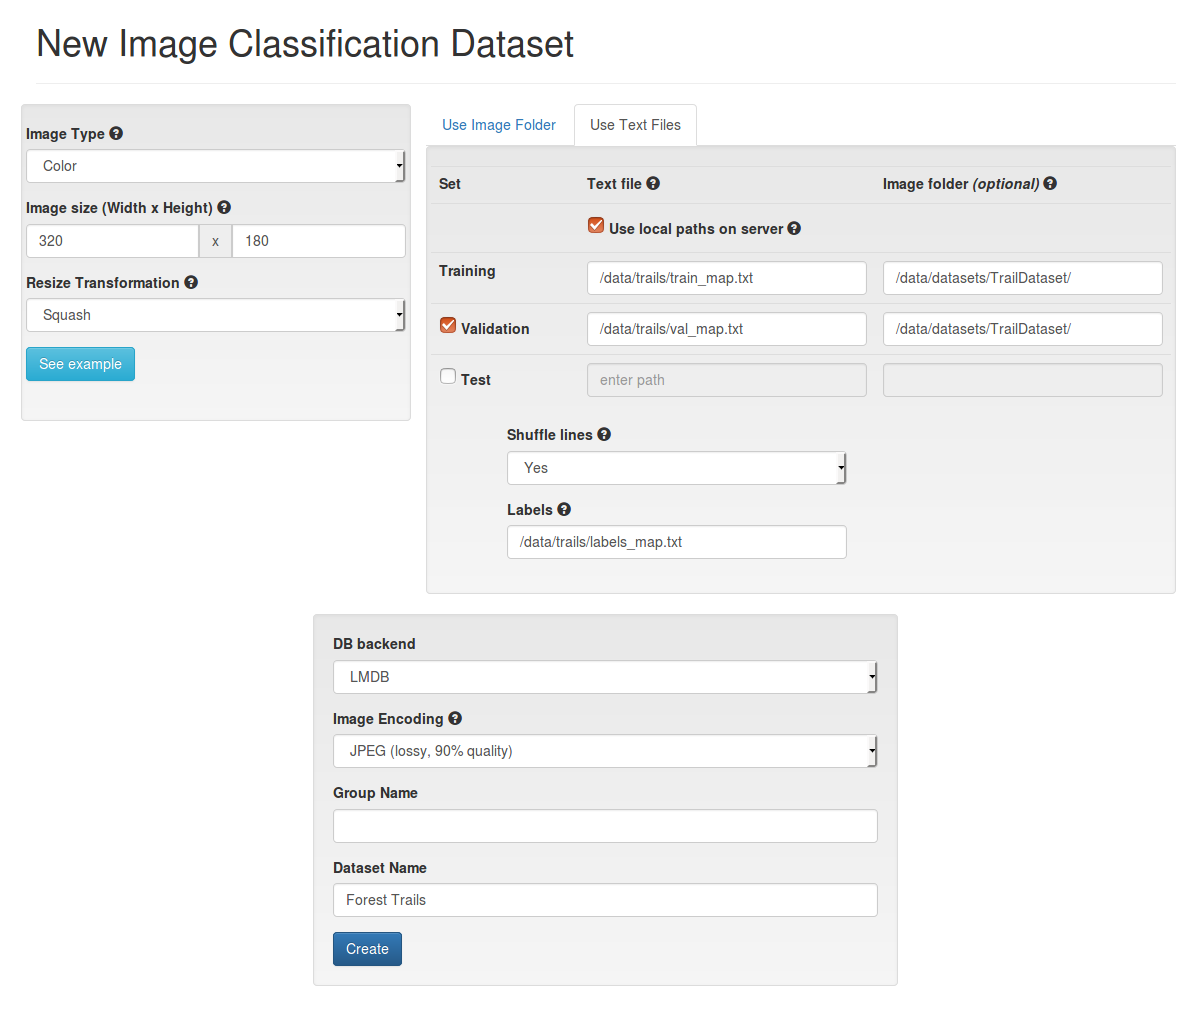 New Image Classification Dataset
Image Type ?
Color
Image size (Width x Height) ?
320 x 180
Resize Transformation ?
Squash
See example
Use Image Folder Use Text Files
Set Text file ? Image folder (optional) ?
Use local paths on server ?
Training /data/trails/train_map.txt /data/datasets/TrailDataset/
Validation /data/trails/val_map.txt /data/datasets/TrailDataset/
Test enter path
Shuffle lines ?
Yes
Labels ?
/data/trails/labels_map.txt
DB backend
LMDB
Image Encoding ?
JPEG (lossy, 90% quality)
Group Name
Dataset Name
Forest Trails
Create